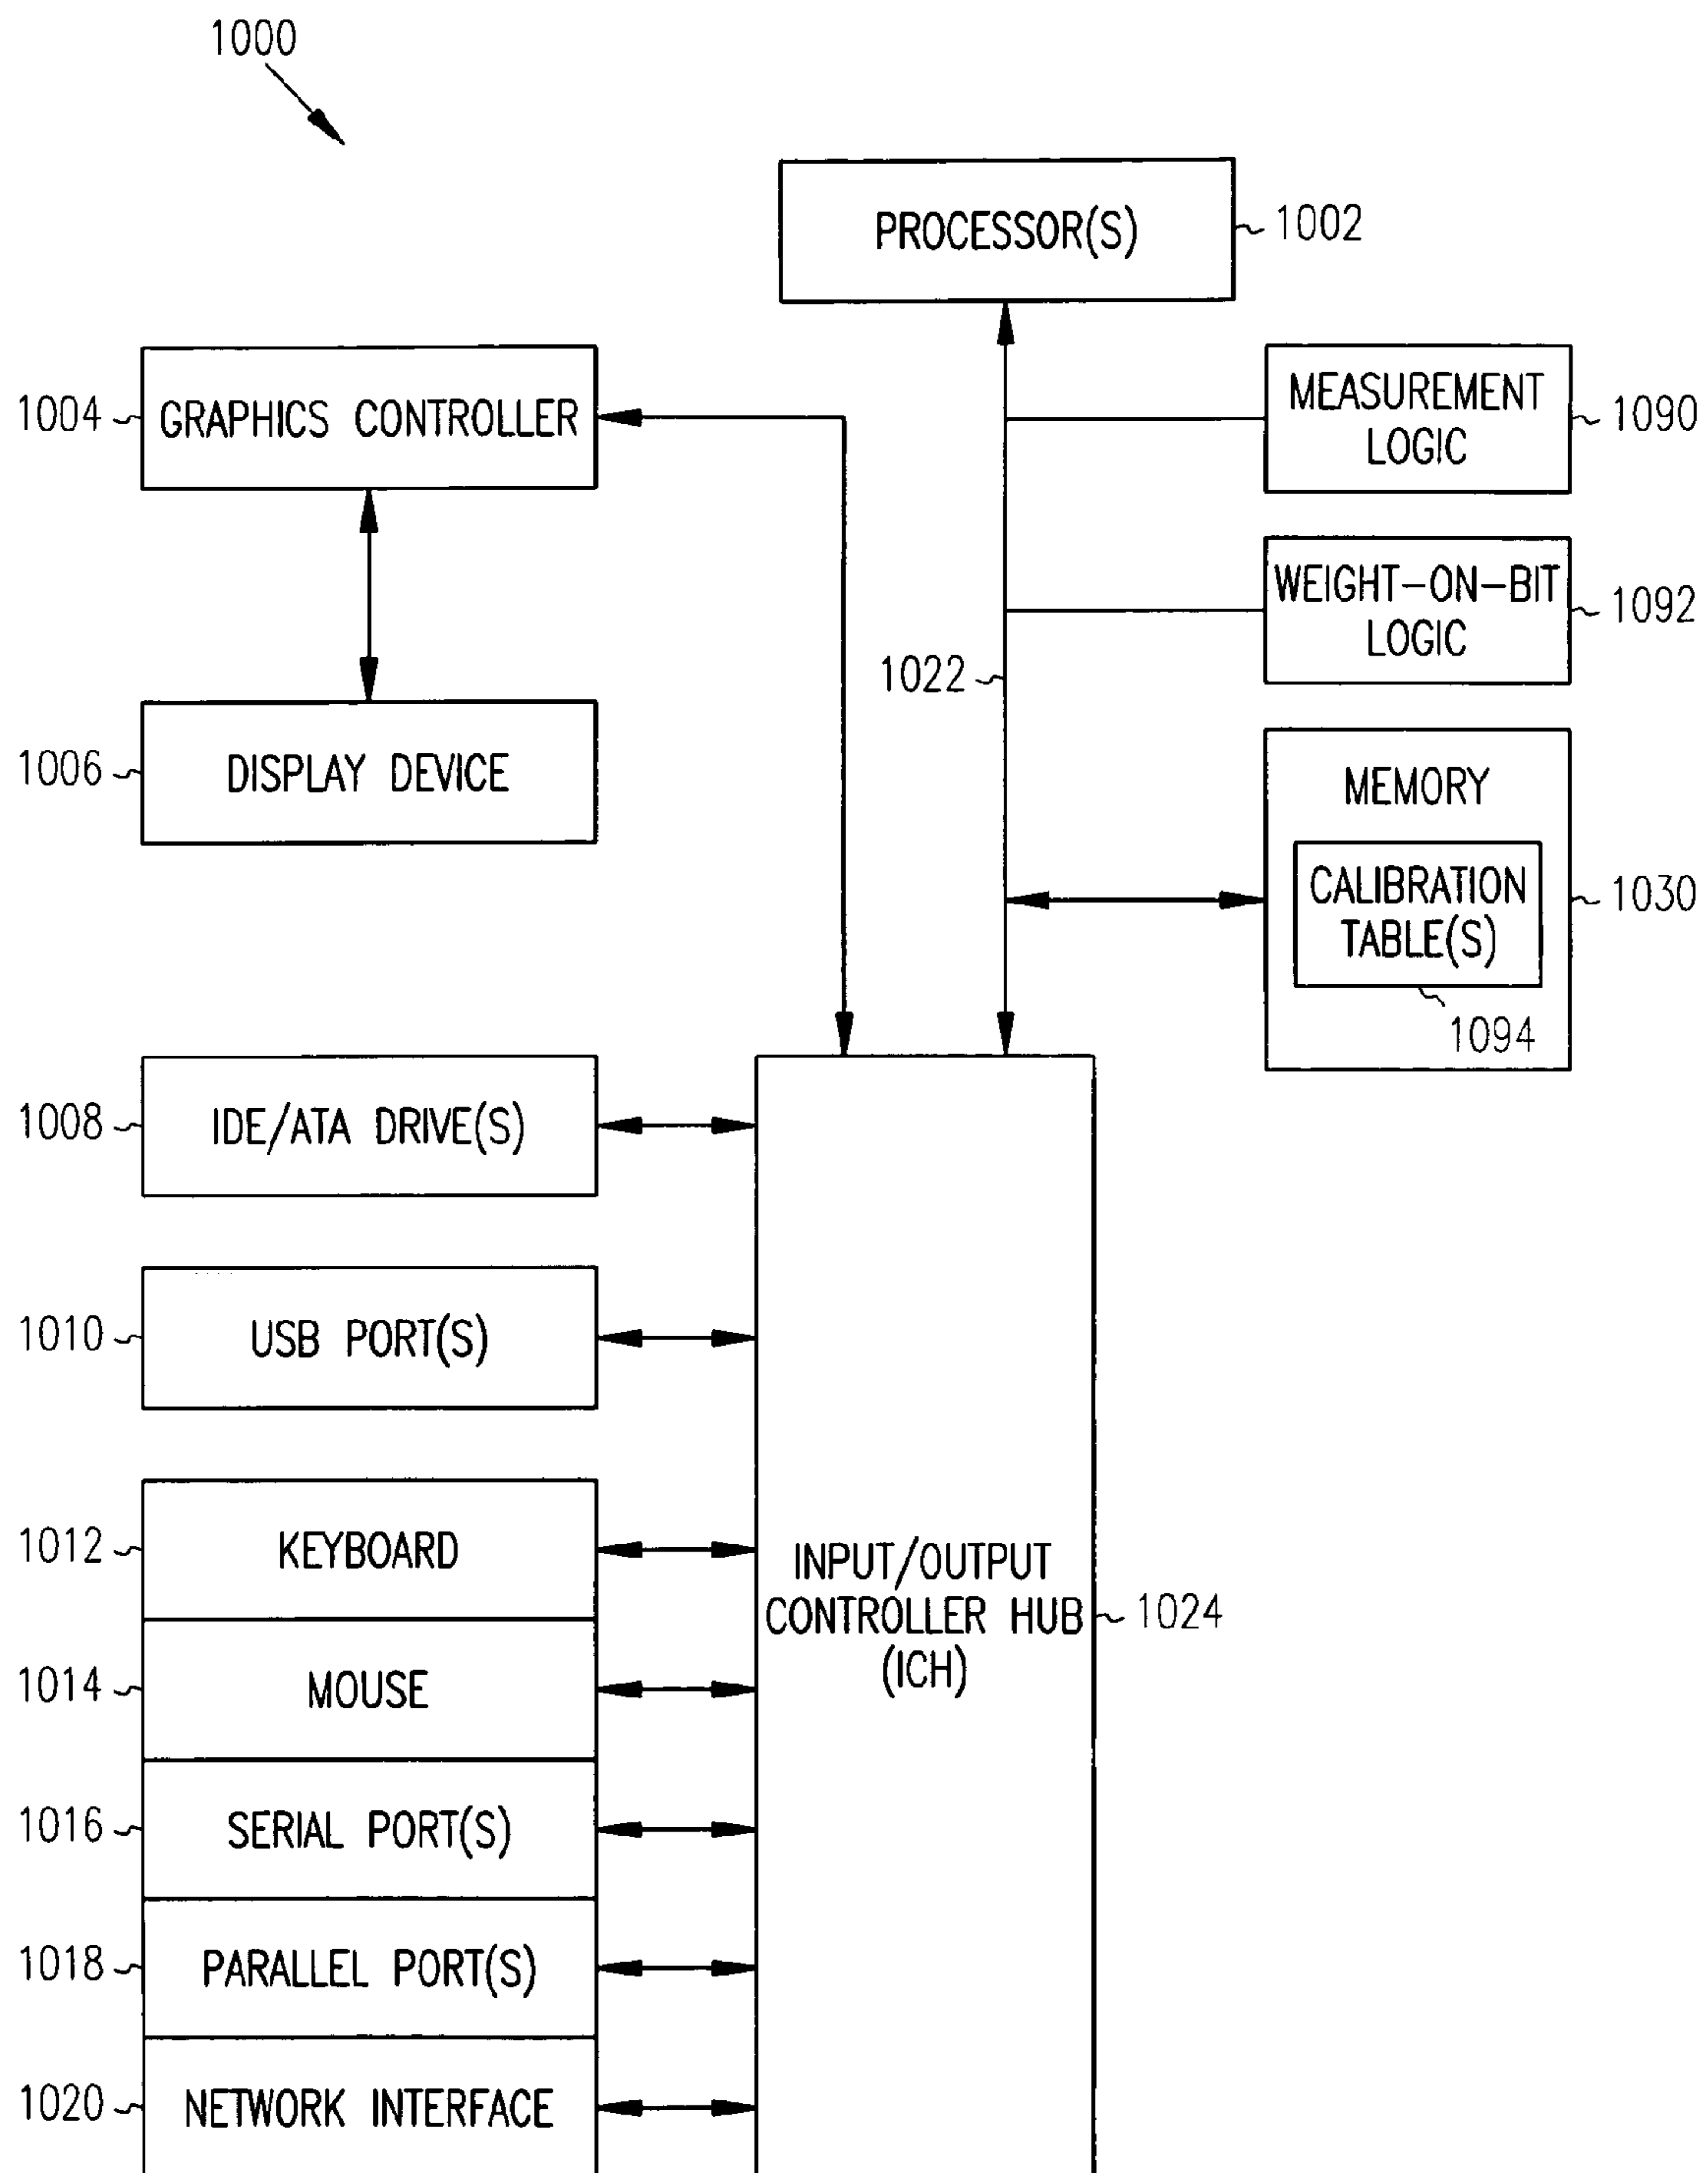 1000
PROCESSOR(S)
1002
1004
GRAPHICS CONTROLLER
MEASUREMENT
LOGIC
1090
WEIGHT-ON-BIT
LOGIC
1092
1022
1006
DISPLAY DEVICE
MEMORY
CALIBRATION
TABLE(S)
1030
1094
1008
IDE/ATA DRIVE(S)
1010
USB PORT(S)
1012
KEYBOARD
INPUT/OUTPUT
CONTROLLER HUB
(ICH)
1024
1014
MOUSE
1016
SERIAL PORT(S)
1018
PARALLEL PORT(S)
1020
NETWORK INTERFACE